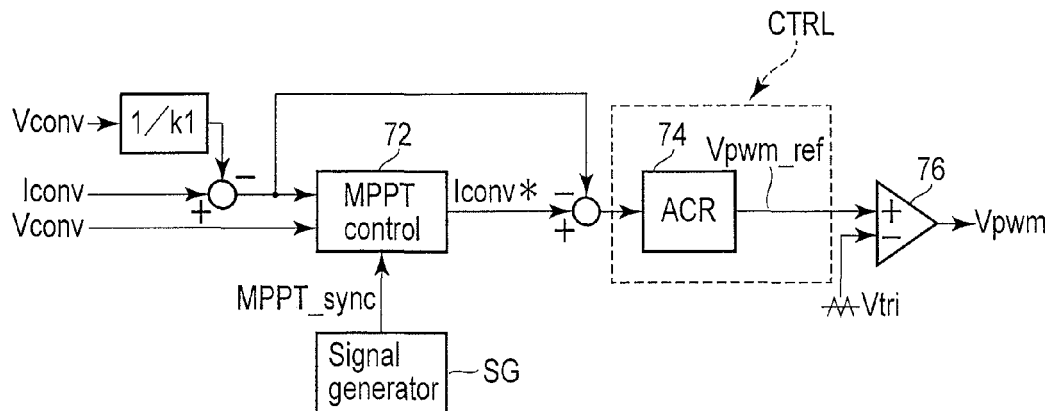 CTRL
Vconv
1/k1
−
72
74
Vpwm_ref
76
Iconv
+
MPPT
control
Iconv*
−
+
ACR
+
−
Vpwm
Vconv
MPPT_sync
Vtri
Signal
generator
SG